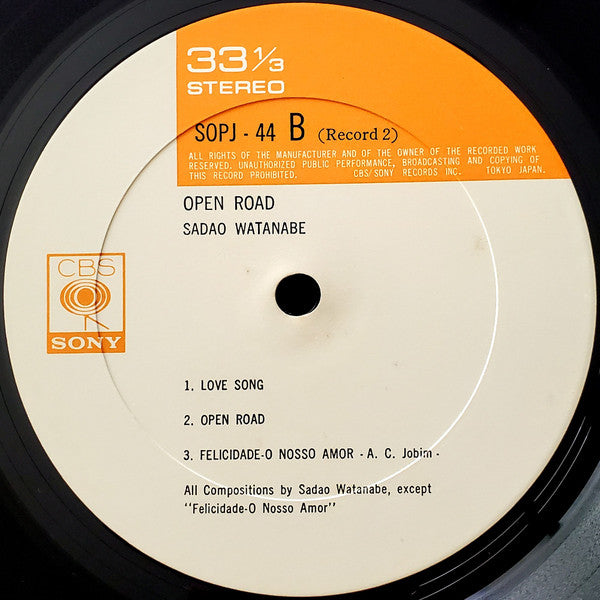 33 1/3
STEREO
SOPJ - 44 B (Record 2)
ALL RIGHTS OF THE MANUFACTURER AND OF THE OWNER OF THE RECORDED WORK
RESERVED. UNAUTHORIZED PUBLIC PERFORMANCE, BROADCASTING AND COPYING OF
THIS RECORD PROHIBITED. CBS/SONY RECORDS INC. TOKYO JAPAN.
OPEN ROAD
SADAO WATANABE
CBS
SONY
1. LOVE SONG
2. OPEN ROAD
3. FELICIDADE-O NOSSO AMOR - A. C. Jobim -
All Compositions by Sadao Watanabe, except
"Felicidade-O Nosso Amor"